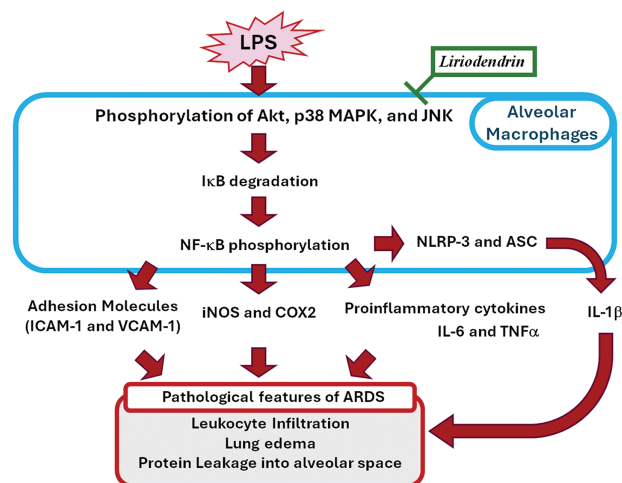 LPS
Liriodendrin
Phosphorylation of Akt, p38 MAPK, and JNK
Alveolar
Macrophages
IκB degradation
NF-κB phosphorylation
NLRP-3 and ASC
Adhesion Molecules
(ICAM-1 and VCAM-1)
iNOS and COX2
Proinflammatory cytokines
IL-6 and TNFα
IL-1β
Pathological features of ARDS
Leukocyte Infiltration
Lung edema
Protein Leakage into alveolar space